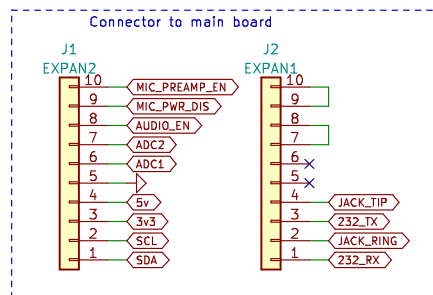 Connector to main board
J1
EXPAN2
10 MIC_PREAMP_EN
9 MIC_PWR_DIS
8 AUDIO_EN
7 ADC2
6 ADC1
5
4 5v
3 3v3
2 SCL
1 SDA
J2
EXPAN1
10
9
8
7
6
5
4 JACK_TIP
3 232_TX
2 JACK_RING
1 232_RX